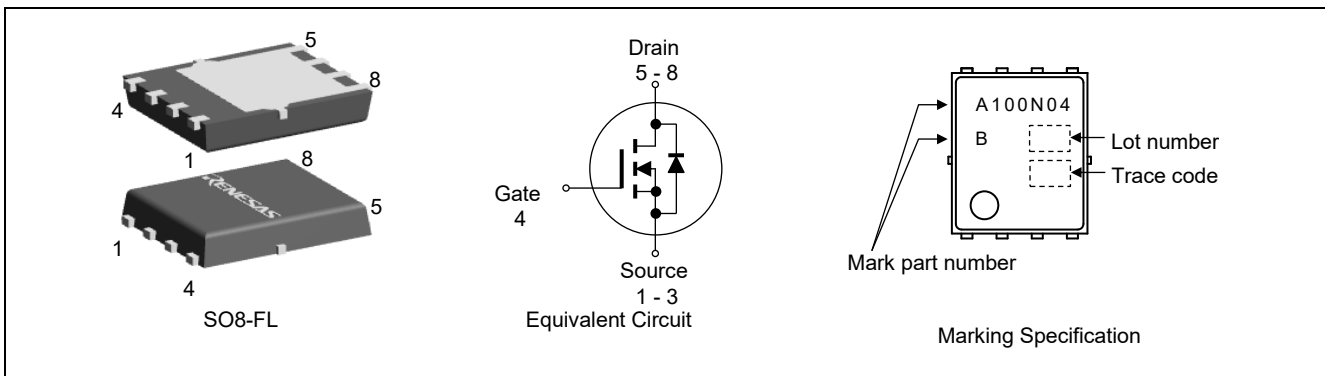 5
8
4
1
8
RENESAS
5
1
4
SO8-FL
Drain
5 - 8
Gate
4
Source
1 - 3
Equivalent Circuit
A100N04
B
Lot number
Trace code
Mark part number
Marking Specification